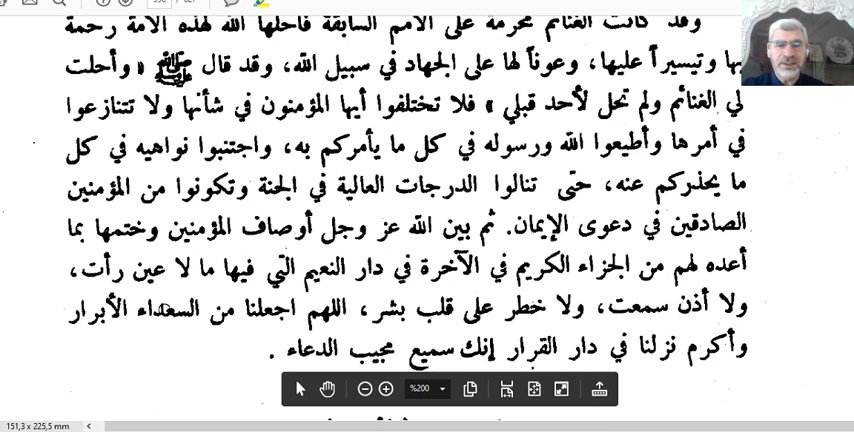 وقد كانت الغنائم محرمة على الأمم السابقة فأحلها الله لهذه الأمة رحمة
بها وتيسيراً عليها، وعوناً لها على الجهاد في سبيل الله، وقد قال ﷺ «وأحلت
لي الغنائم ولم تحل لأحد قبلي» فلا تختلفوا أيها المؤمنون في شأنها ولا تتنازعوا
في أمرها وأطيعوا الله ورسوله في كل ما يأمركم به، واجتنبوا نواهيه في كل
ما يحذركم عنه، حتى تنالوا الدرجات العالية في الجنة وتكونوا من المؤمنين
الصادقين في دعوى الإيمان. ثم بين الله عز وجل أوصاف المؤمنين وختمها بما
أعده لهم من الجزاء الكريم في الآخرة في دار النعيم التي فيها ما لا عين رأت،
ولا أذن سمعت، ولا خطر على قلب بشر، اللهم اجعلنا من السعداء الأبرار
وأكرم نزلنا في دار القرار إنك سميع مجيب الدعاء .
%200
151,3 x 225,5 mm